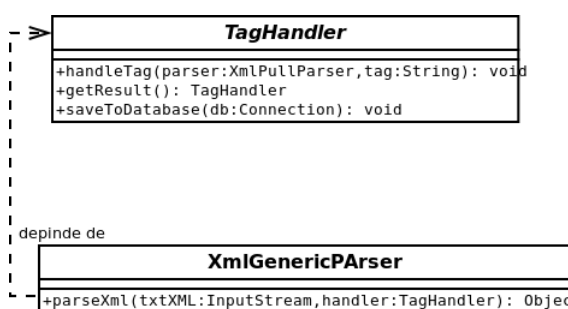 TagHandler
+handleTag(parser:XmlPullParser,tag:String): void
+getResult(): TagHandler
+saveToDatabase(db:Connection): void
depinde de
XmlGenericPArser
+parseXml(txtXML:InputStream,handler:TagHandler): Objec